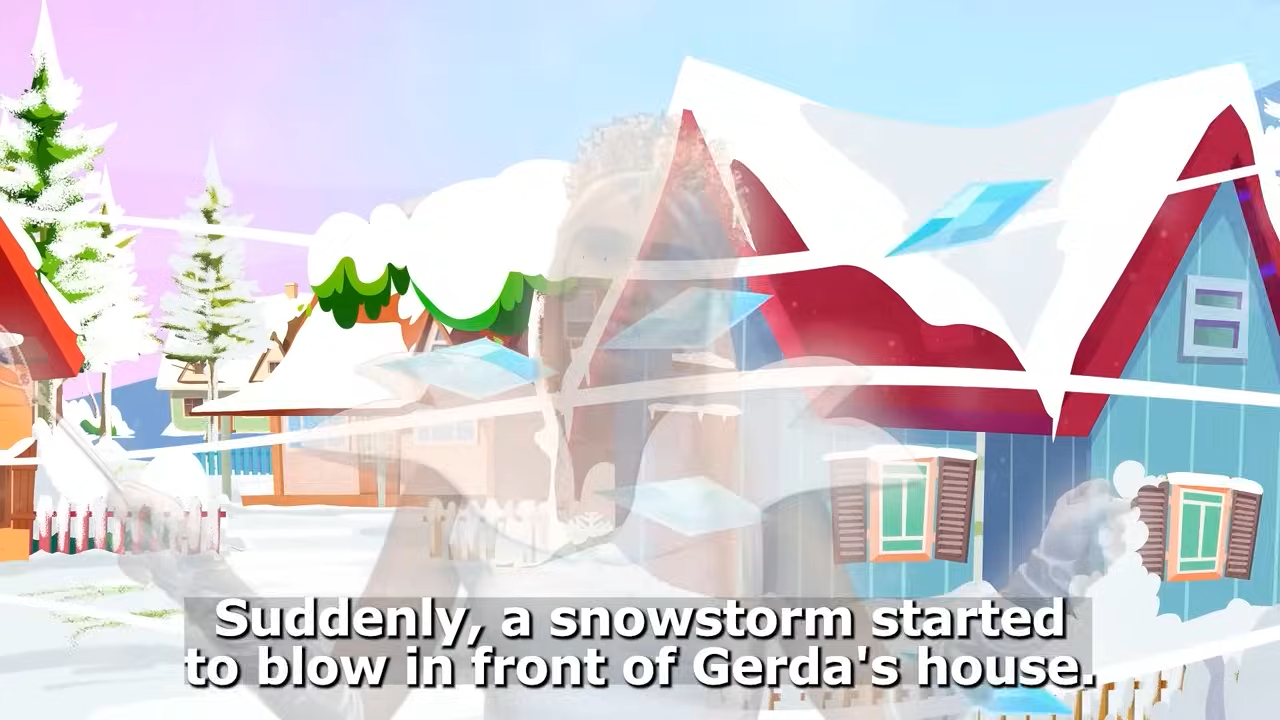 Suddenly, a snowstorm started
to blow in front of Gerda's house.